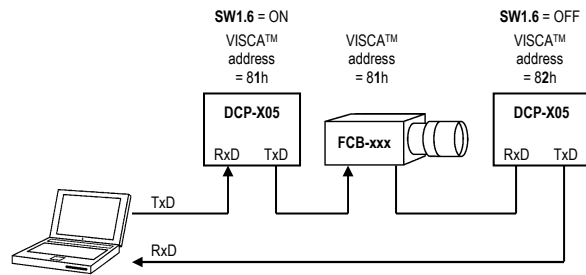 SW1.6 = ON
VISCA™
address
= 81h
DCP-X05
RxD TxD
VISCA™
address
= 81h
FCB-xxx
SW1.6 = OFF
VISCA™
address
= 82h
DCP-X05
RxD TxD
TxD
RxD